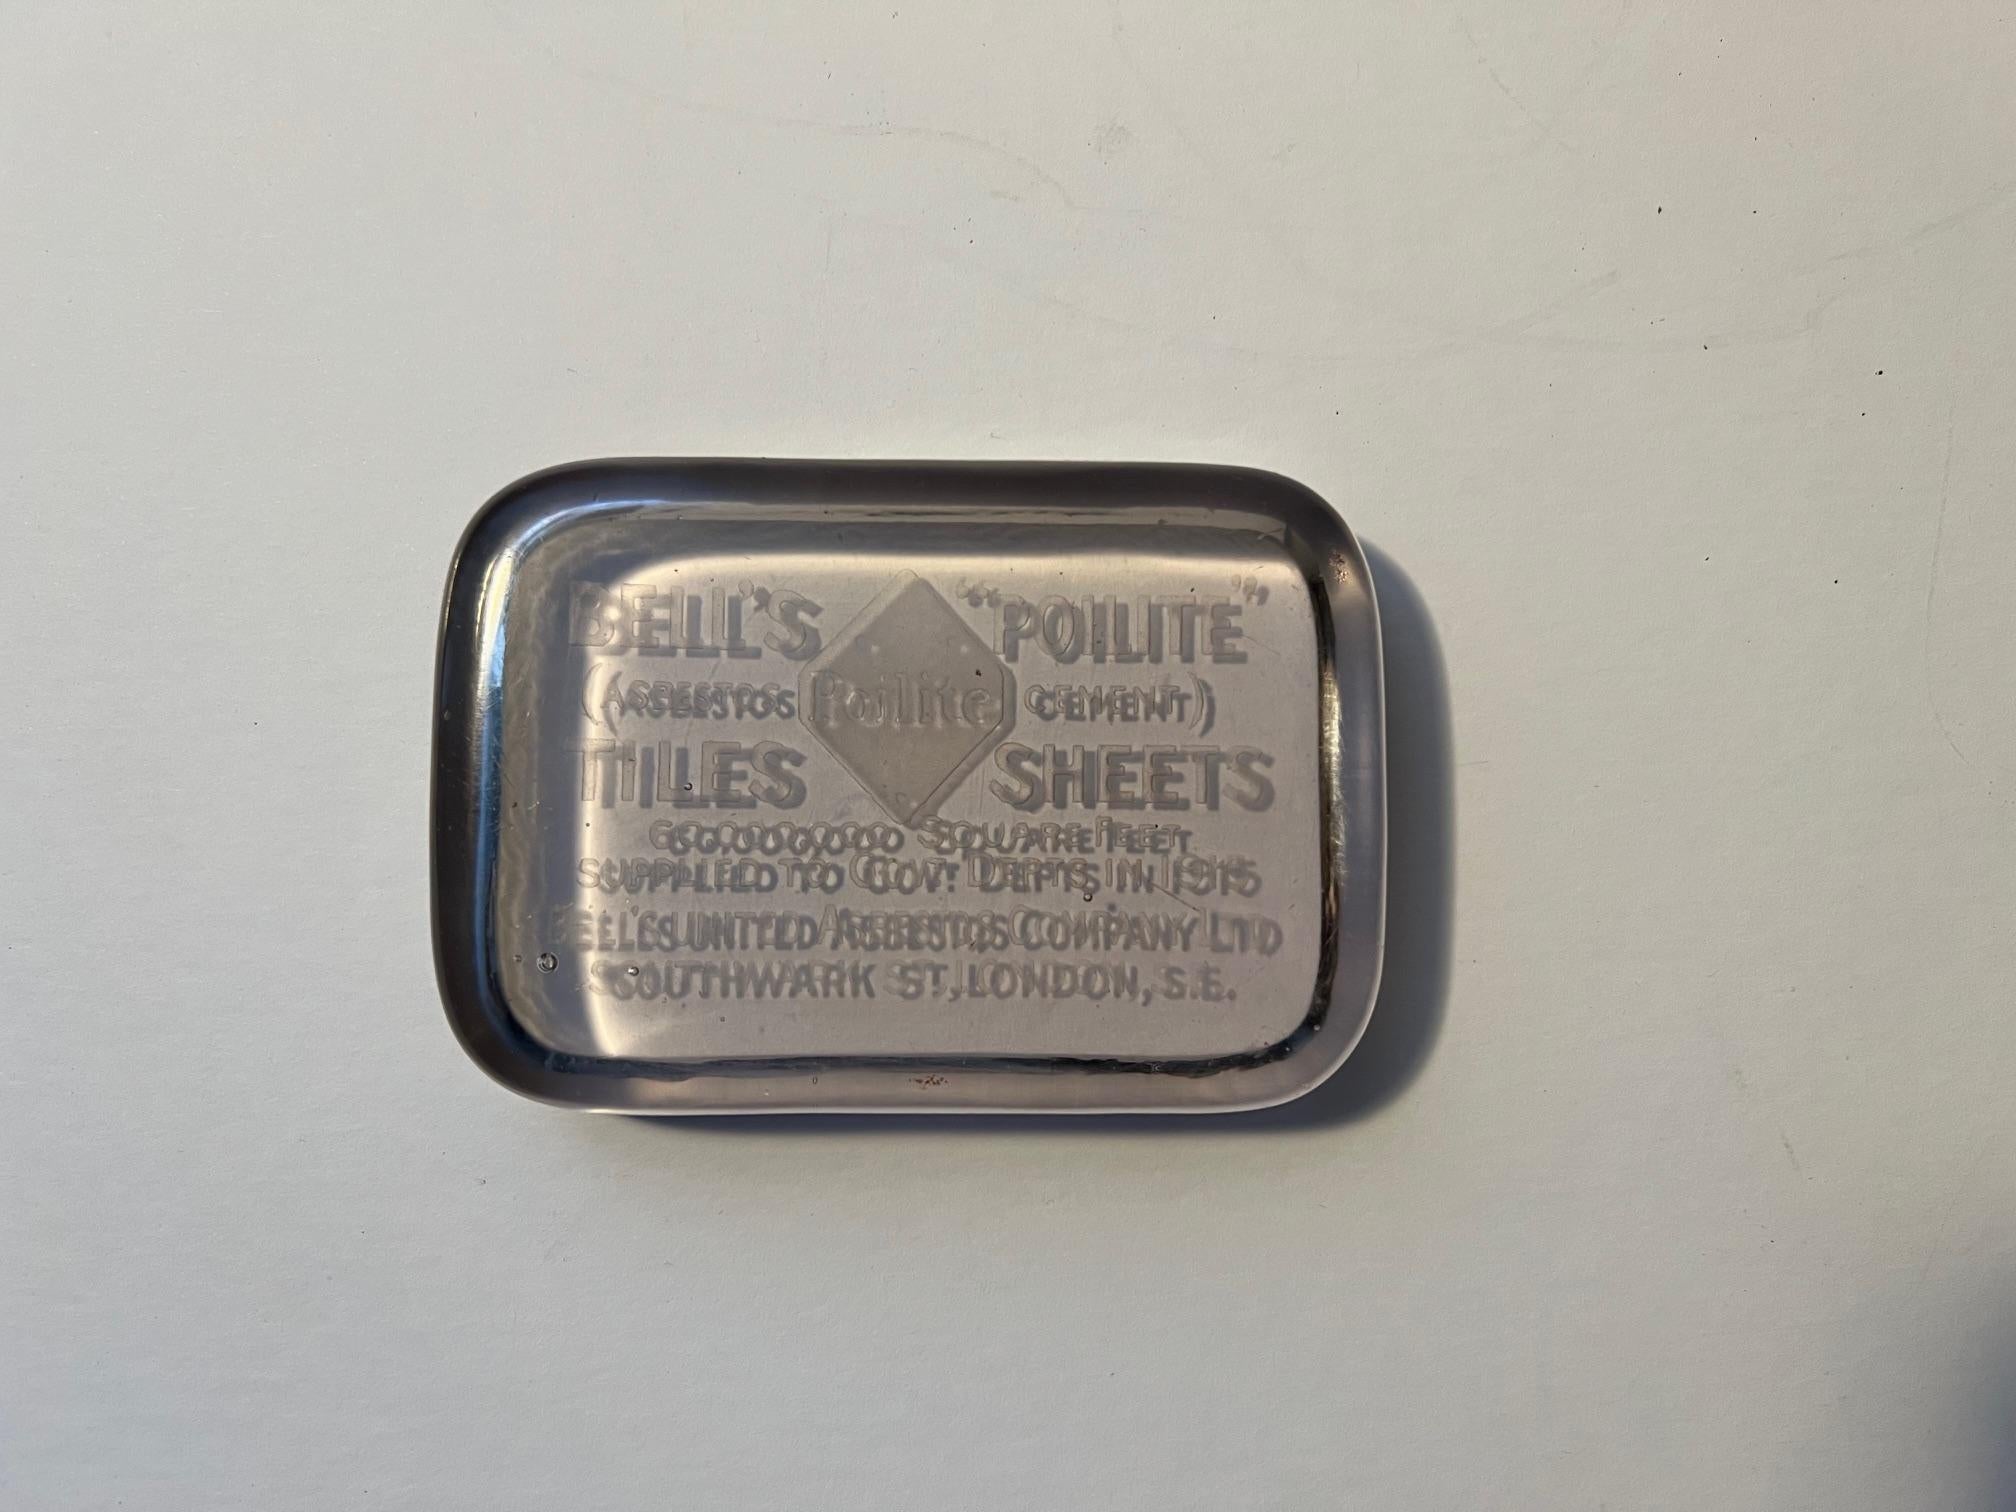 BELL'S "POILITE"
(ASBESTOS Poilite CEMENT)
TILES SHEETS
60,000,000 SQUARE FEET
SUPPLIED TO GOVT DEPTS, IN 1915
BELL'S UNITED ASBESTOS COMPANY LTD
SOUTHWARK ST, LONDON, S.E.